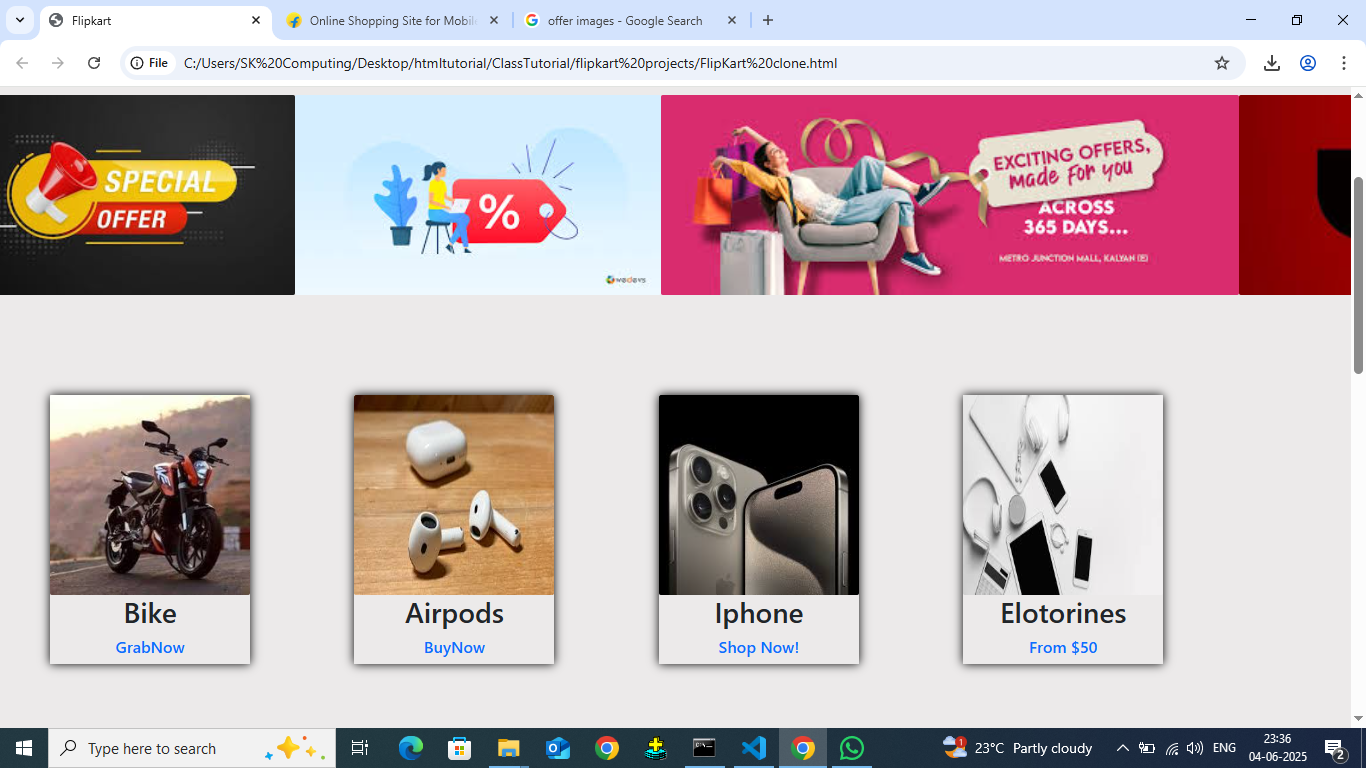 Flipkart
Online Shopping Site for Mobile
offer images - Google Search
File
C:/Users/SK%20Computing/Desktop/htmltutorial/ClassTutorial/flipkart%20projects/FlipKart%20clone.html
SPECIAL
OFFER
%
weDevs
EXCITING OFFERS,
made for you
ACROSS
365 DAYS...
METRO JUNCTION MALL, KALYAN (E)
Bike
GrabNow
Airpods
BuyNow
Iphone
Shop Now!
Elotorines
From $50
Type here to search
1
23°C Partly cloudy
ENG
23:36
04-06-2025
2